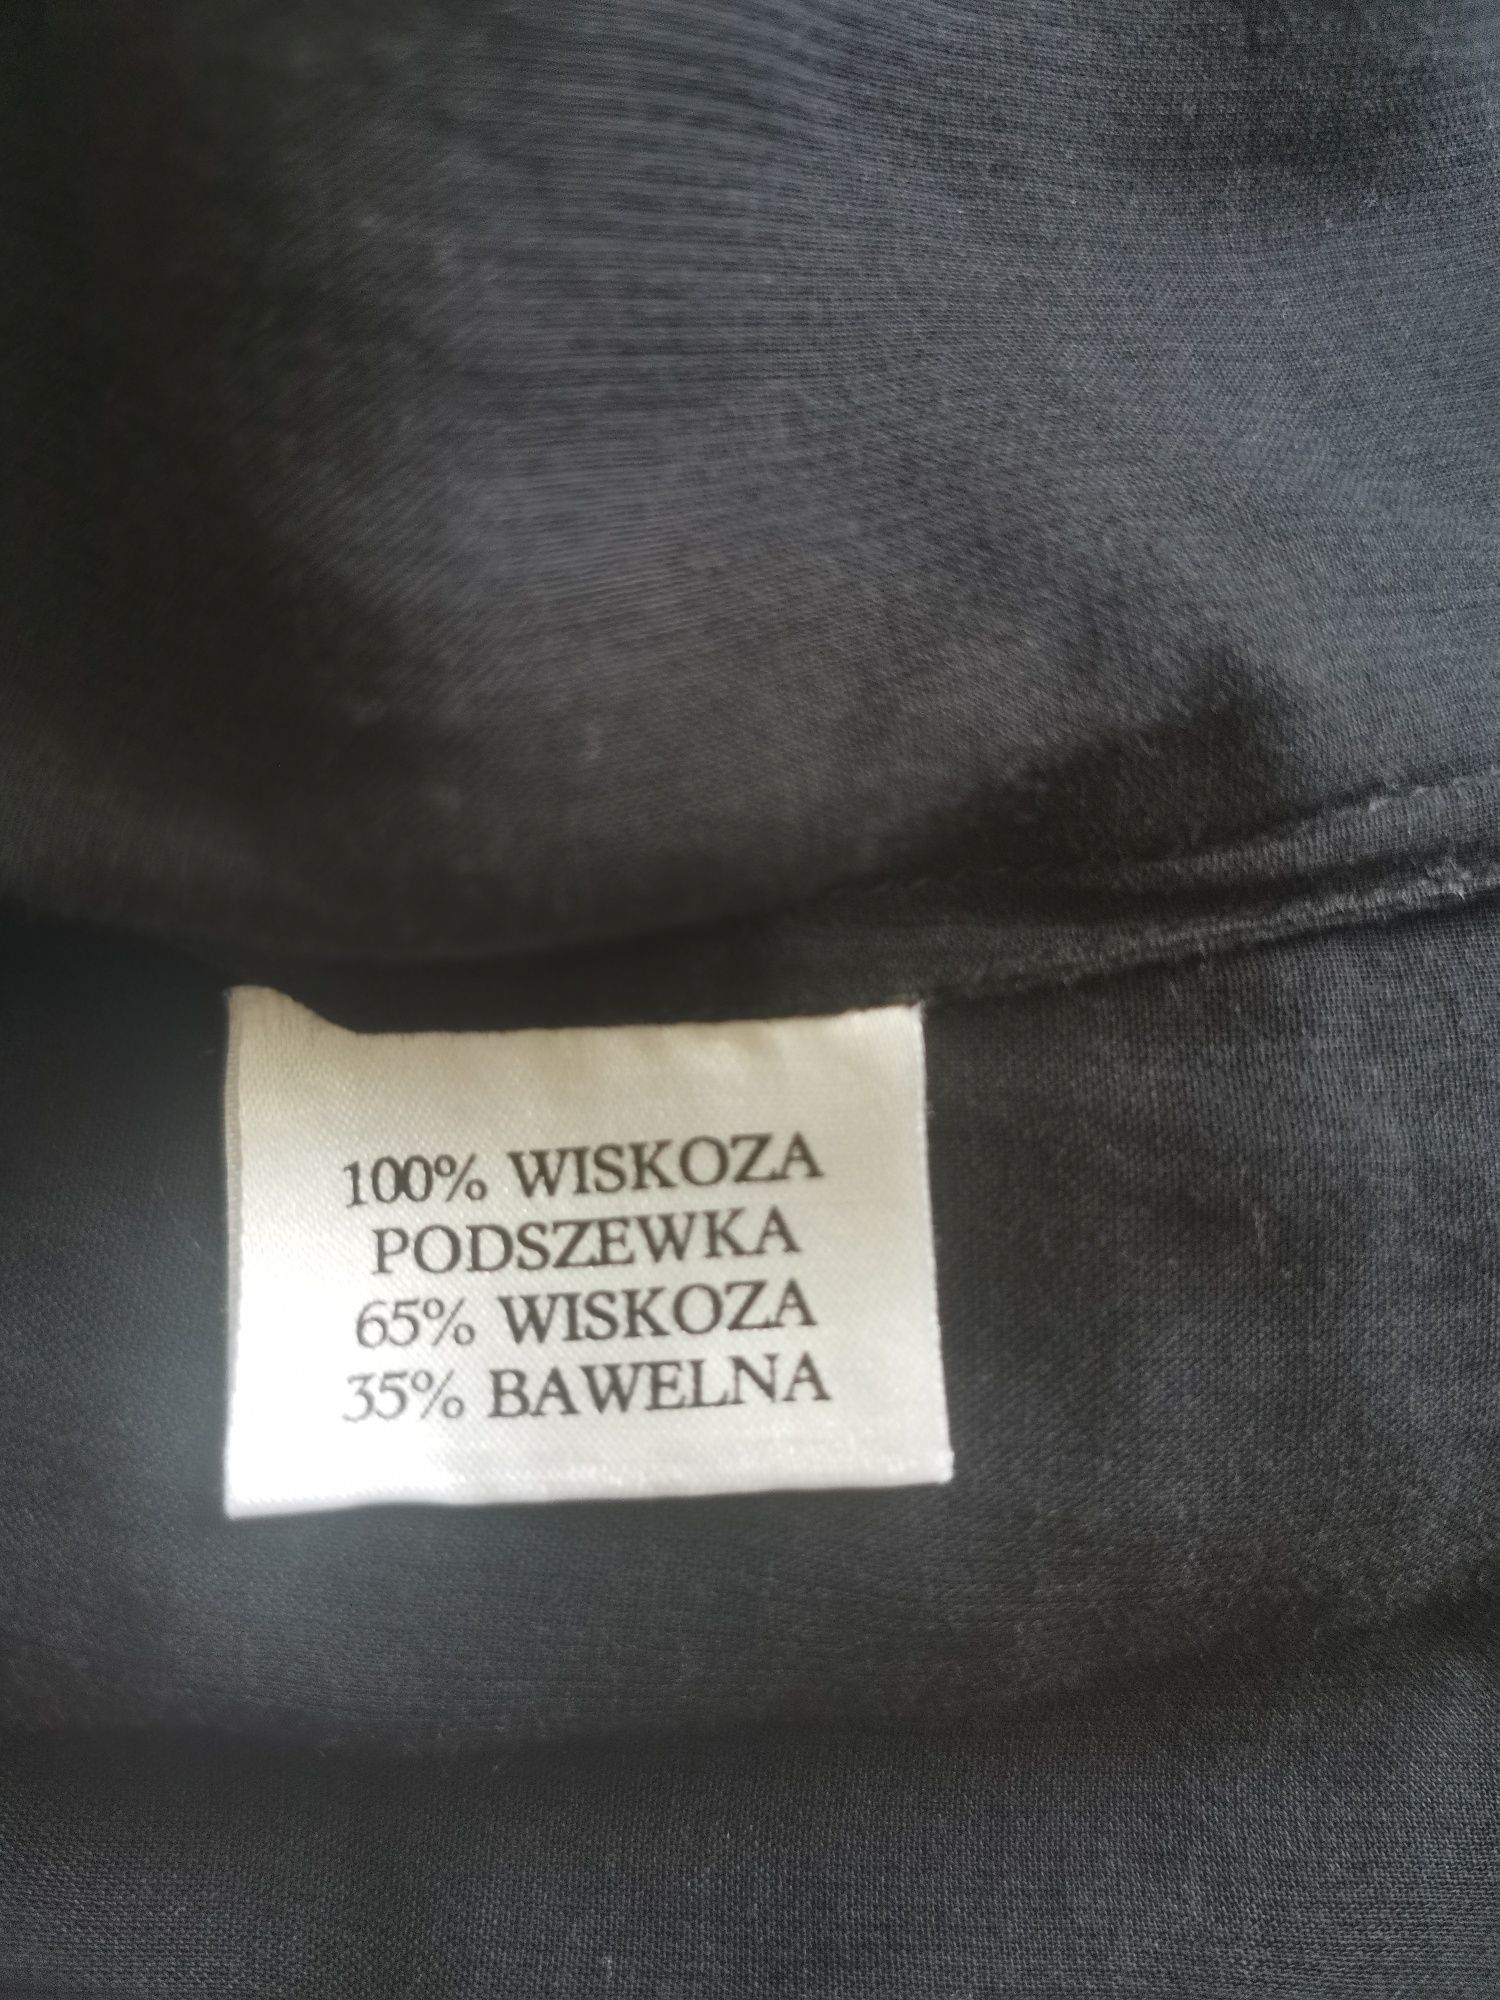 100% WISKOZA
PODSZEWKA
65% WISKOZA
35% BAWELNA